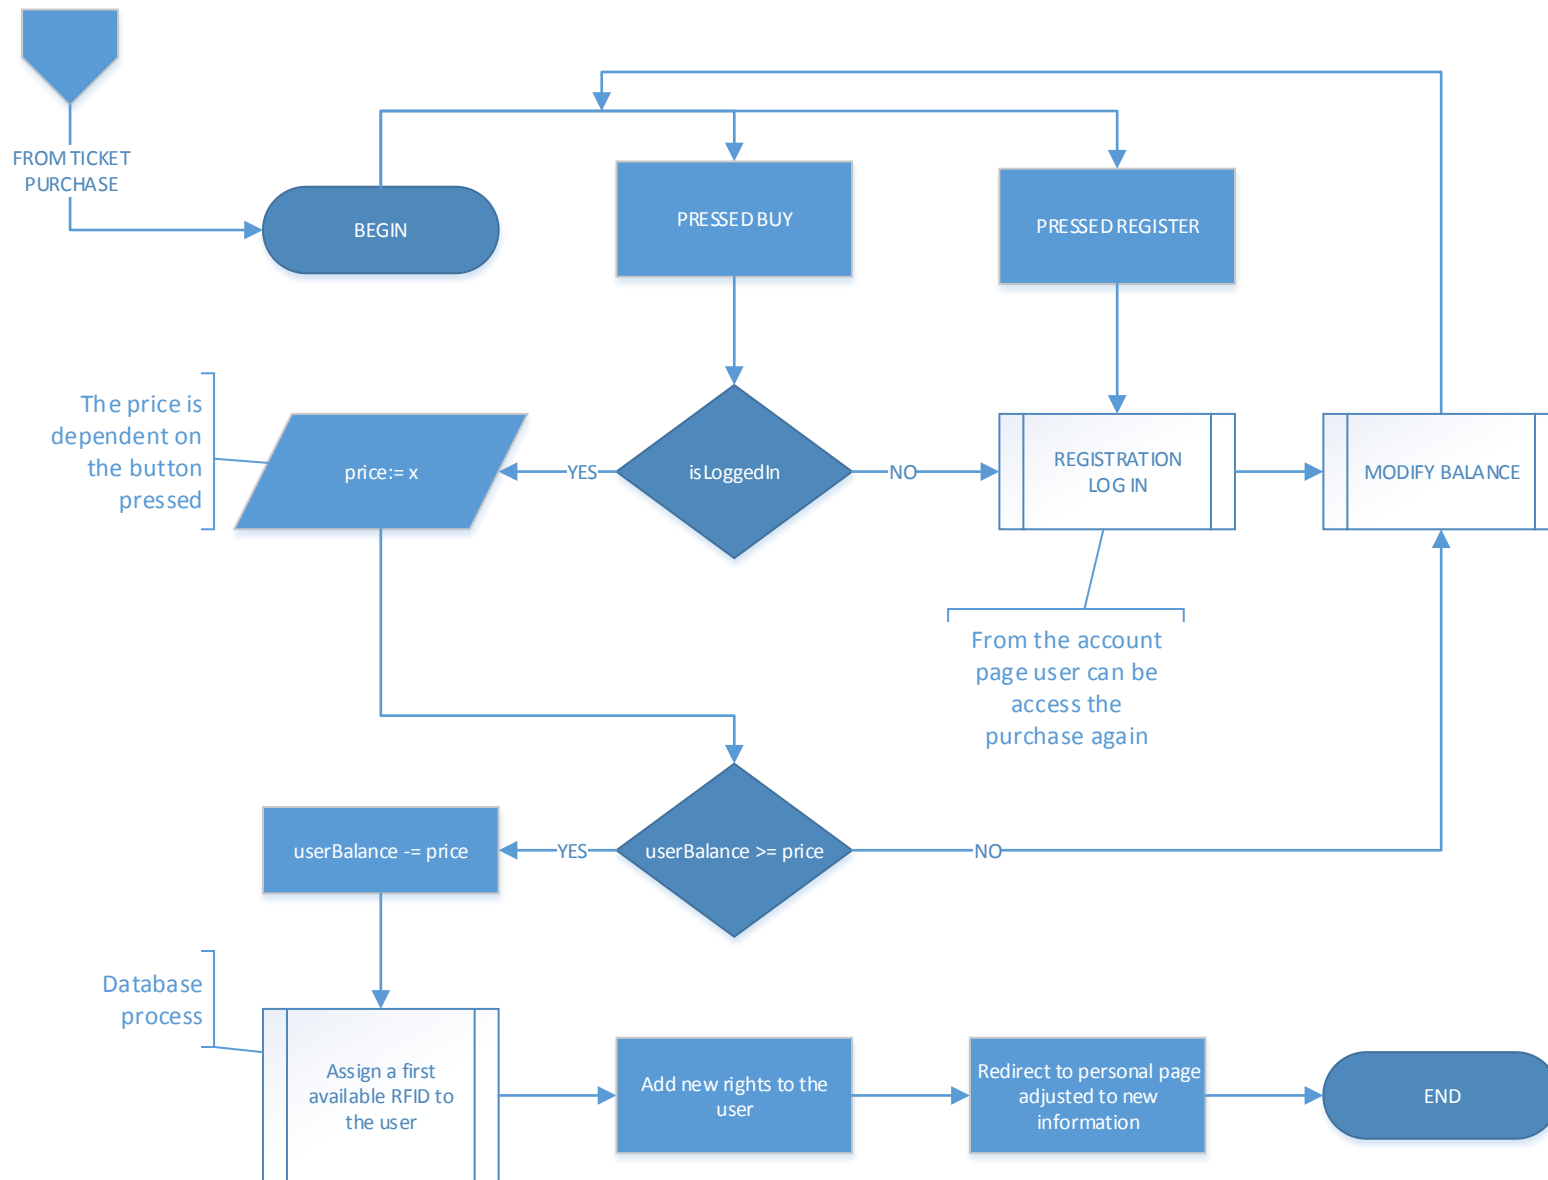 FROM TICKET
PURCHASE
BEGIN
PRESSED BUY
PRESSED REGISTER
The price is
dependent on
the button
pressed
price:= x
YES
isLoggedIn
NO
REGISTRATION
LOG IN
MODIFY BALANCE
From the account
page user can be
access the
purchase again
userBalance -= price
YES
userBalance >= price
NO
Database
process
Assign a first
available RFID to
the user
Add new rights to the
user
Redirect to personal page
adjusted to new
information
END